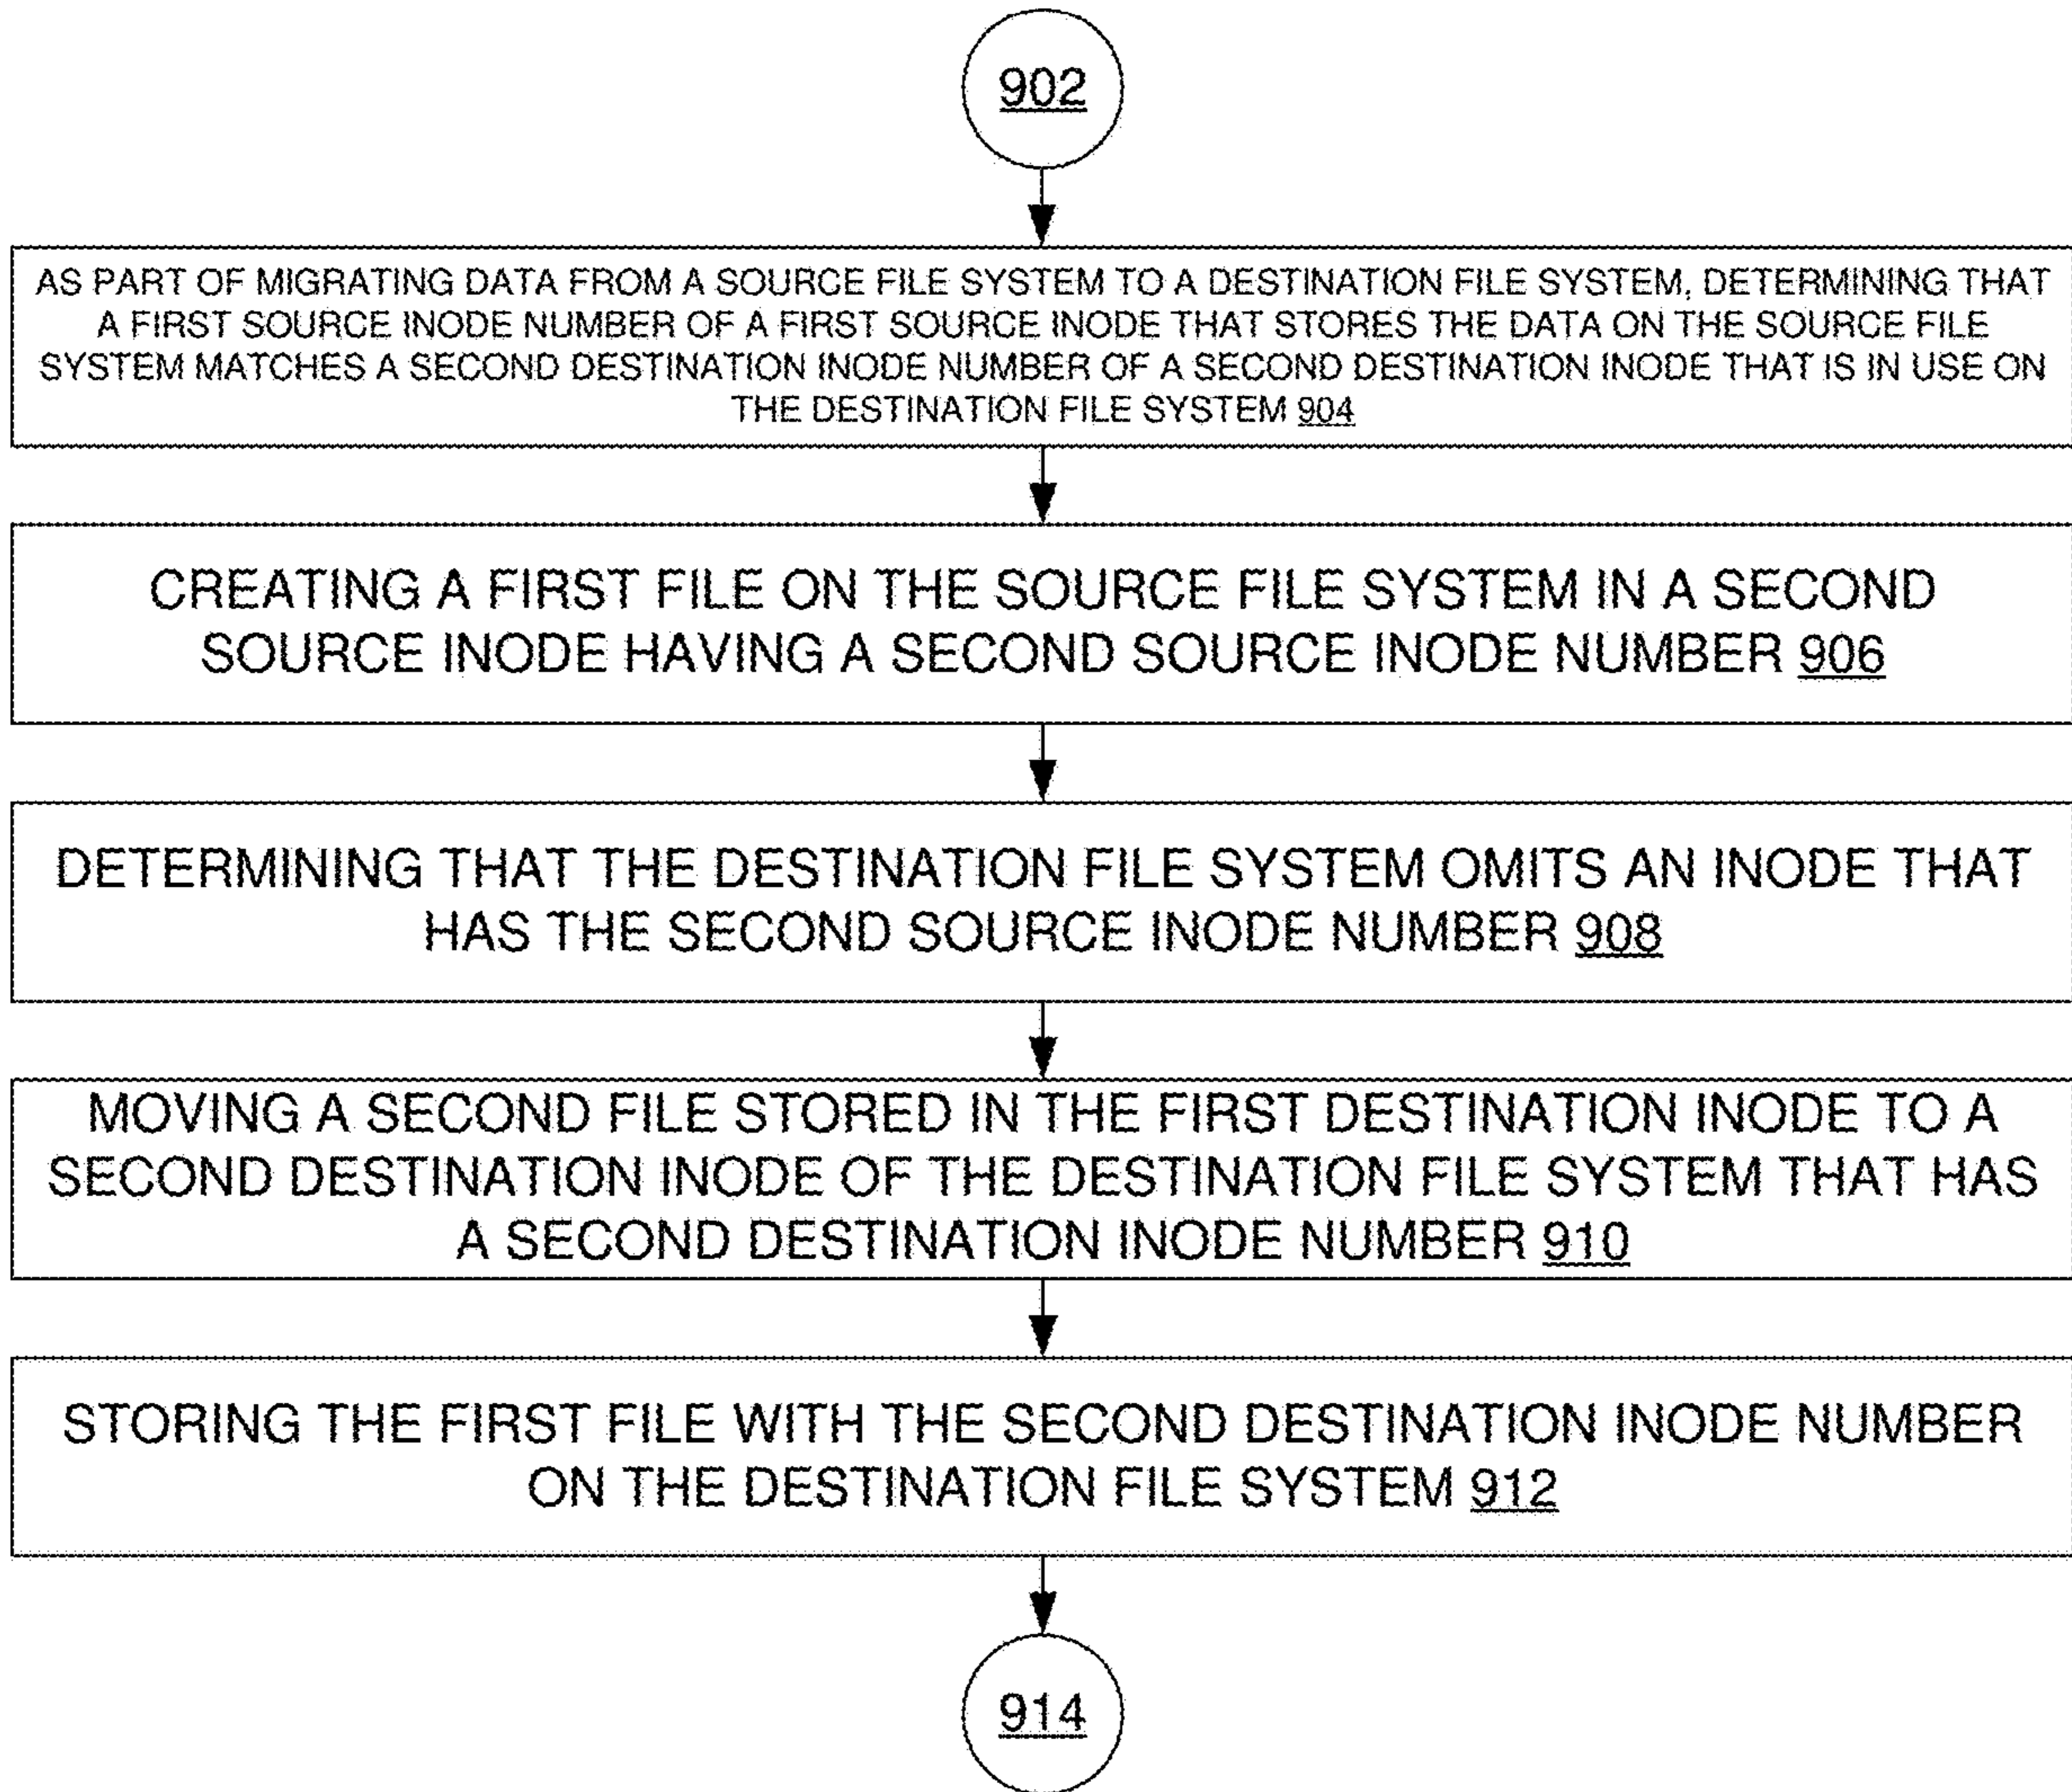 902
AS PART OF MIGRATING DATA FROM A SOURCE FILE SYSTEM TO A DESTINATION FILE SYSTEM, DETERMINING THAT
A FIRST SOURCE INODE NUMBER OF A FIRST SOURCE INODE THAT STORES THE DATA ON THE SOURCE FILE
SYSTEM MATCHES A SECOND DESTINATION INODE NUMBER OF A SECOND DESTINATION INODE THAT IS IN USE ON
THE DESTINATION FILE SYSTEM 904
CREATING A FIRST FILE ON THE SOURCE FILE SYSTEM IN A SECOND
SOURCE INODE HAVING A SECOND SOURCE INODE NUMBER 906
DETERMINING THAT THE DESTINATION FILE SYSTEM OMITS AN INODE THAT
HAS THE SECOND SOURCE INODE NUMBER 908
MOVING A SECOND FILE STORED IN THE FIRST DESTINATION INODE TO A
SECOND DESTINATION INODE OF THE DESTINATION FILE SYSTEM THAT HAS
A SECOND DESTINATION INODE NUMBER 910
STORING THE FIRST FILE WITH THE SECOND DESTINATION INODE NUMBER
ON THE DESTINATION FILE SYSTEM 912
914